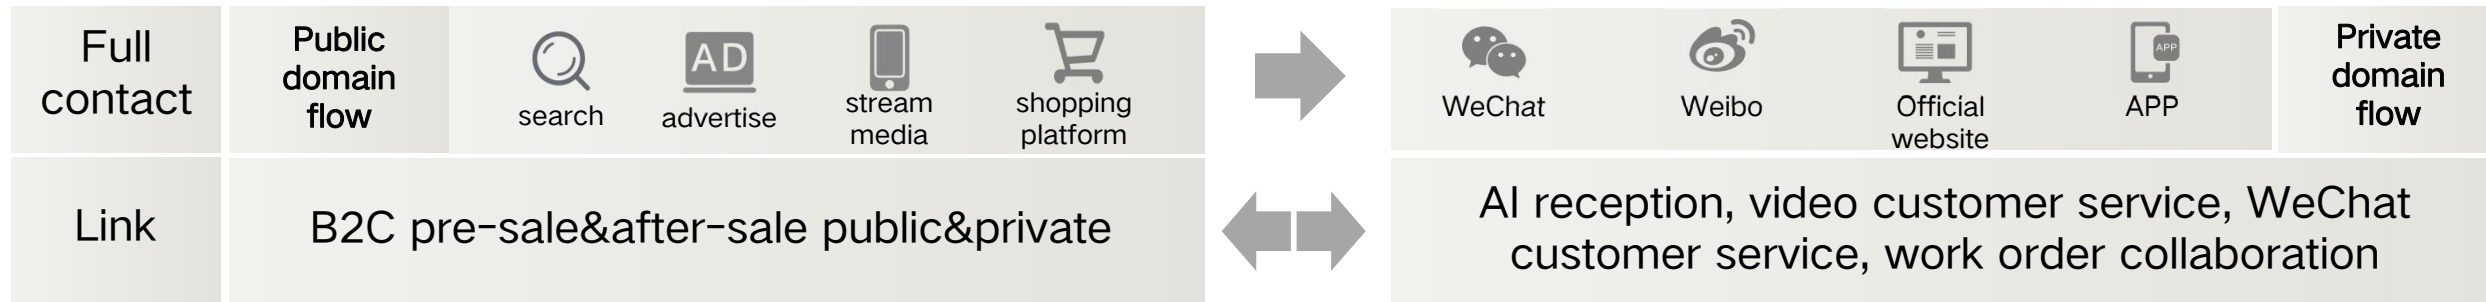 Full
contact
Public
domain
flow
search
AD
advertise
stream
media
shopping
platform
WeChat
Weibo
Official
website
APP
APP
Private
domain
flow
Link
B2C pre-sale&after-sale public&private
AI reception, video customer service, WeChat
customer service, work order collaboration